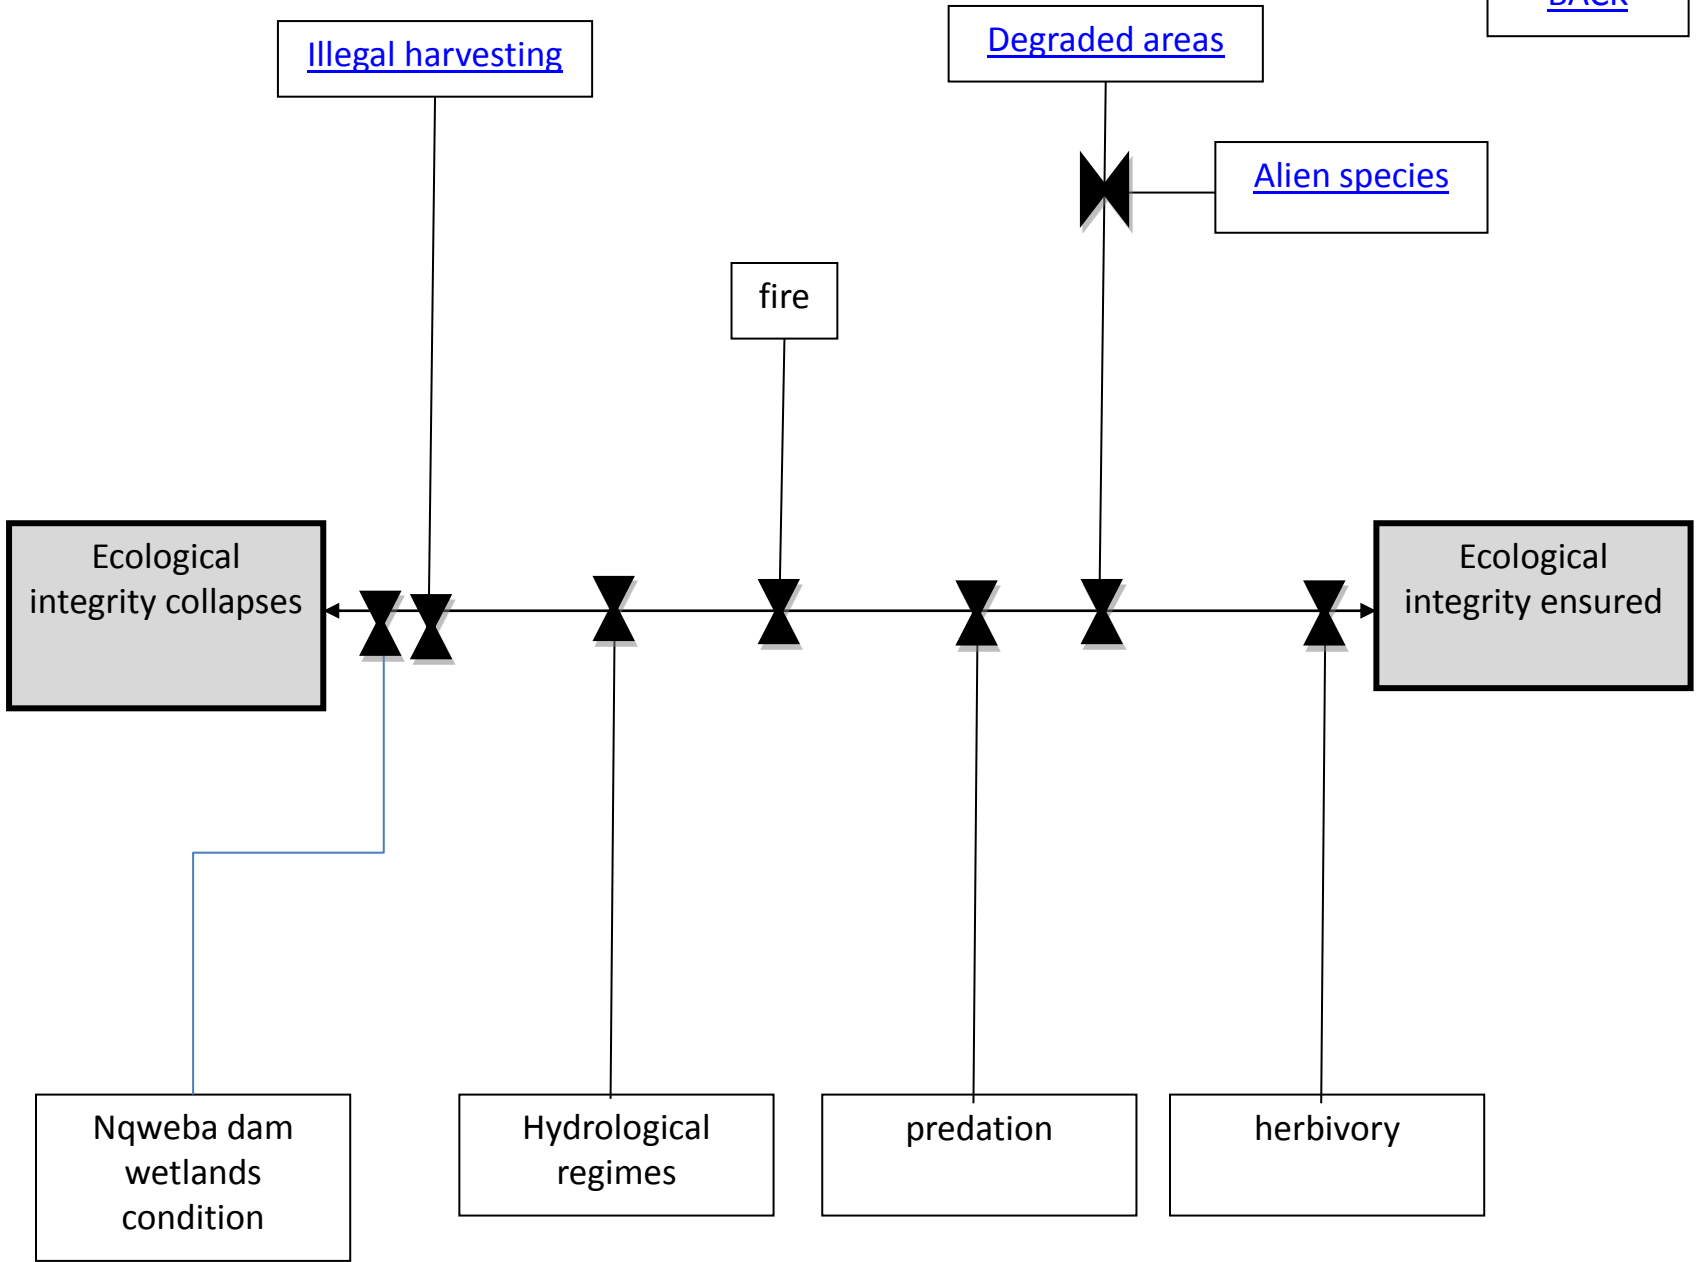 BACK
Illegal harvesting
Degraded areas
Alien species
fire
Ecological
integrity collapses
Ecological
integrity ensured
Nqweba dam
wetlands
condition
Hydrological
regimes
predation
herbivory